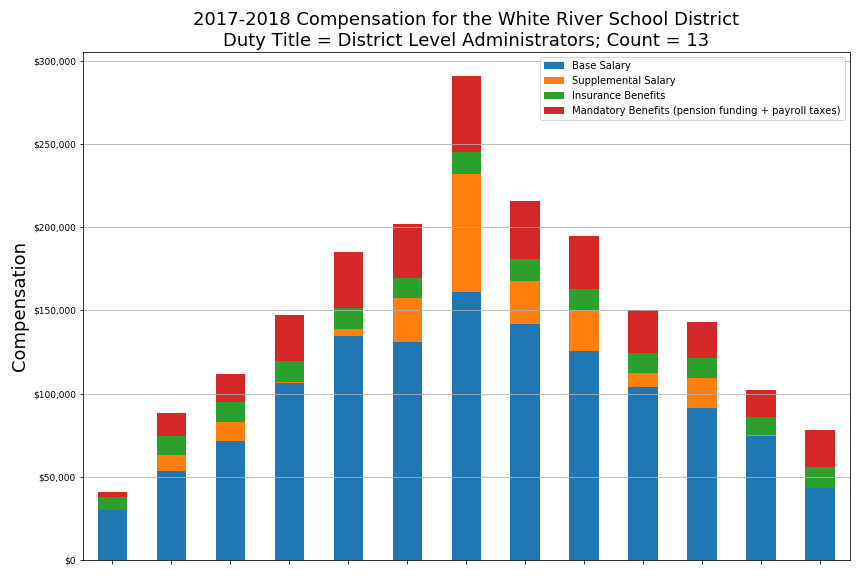 2017-2018 Compensation for the White River School District
Duty Title = District Level Administrators; Count = 13
$300,000
$250,000
$200,000
$150,000
$100,000
$50,000
$0
Compensation
Base Salary
Supplemental Salary
Insurance Benefits
Mandatory Benefits (pension funding + payroll taxes)